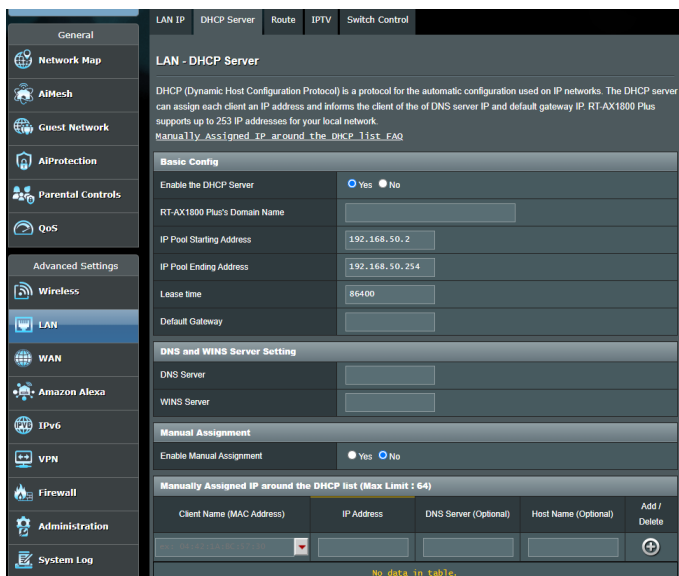 LAN IP DHCP Server Route IPTV Switch Control
General
Network Map
AiMesh
Guest Network
AiProtection
Parental Controls
QoS
Advanced Settings
Wireless
LAN
WAN
Amazon Alexa
IPv6
VPN
Firewall
Administration
System Log
LAN - DHCP Server
DHCP (Dynamic Host Configuration Protocol) is a protocol for the automatic configuration used on IP networks. The DHCP server
can assign each client an IP address and informs the client of the of DNS server IP and default gateway IP. RT-AX1800 Plus
supports up to 253 IP addresses for your local network.
Manually Assigned IP around the DHCP list FAQ
Basic Config
Enable the DHCP Server Yes No
RT-AX1800 Plus's Domain Name
IP Pool Starting Address 192.168.50.2
IP Pool Ending Address 192.168.50.254
Lease time 86400
Default Gateway
DNS and WINS Server Setting
DNS Server
WINS Server
Manual Assignment
Enable Manual Assignment Yes No
Manually Assigned IP around the DHCP list (Max Limit : 64)
Client Name (MAC Address) IP Address DNS Server (Optional) Host Name (Optional) Add /
Delete
No data in table.